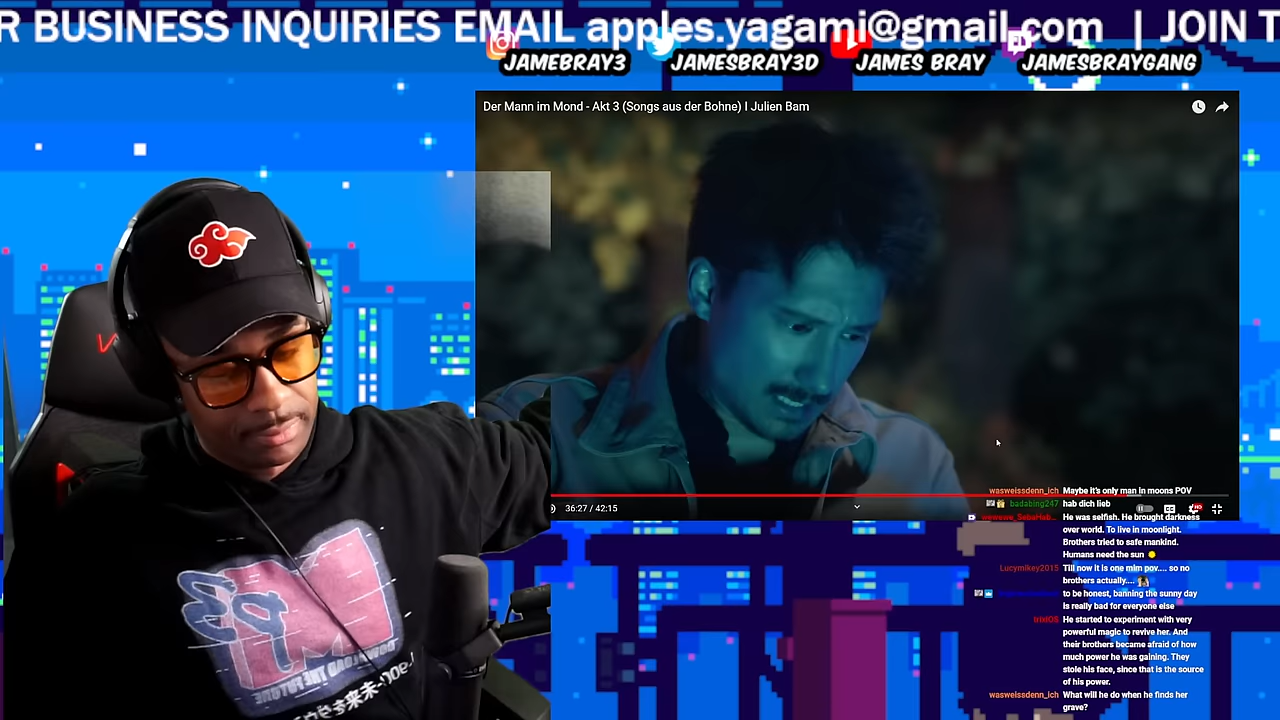 R BUSINESS INQUIRIES EMAIL apples.yagami@gmail.com | JOIN T
JAMEBRAY3
JAMESBRAY3D
JAMES BRAY
JAMESBRAYGANG
Der Mann im Mond - Akt 3 (Songs aus der Bohne) I Julien Bam
36:27 / 42:15
wasweissdenn_ich Maybe it's only man in moons POV
badabing247 hab dich lieb
He was selfish. He brought darkness
over world. To live in moonlight.
Brothers tried to safe mankind.
Humans need the sun
Lucymikey2015 Till now it is one mim pov.... so no
brothers actually....
to be honest, banning the sunny day
is really bad for everyone else
He started to experiment with very
powerful magic to revive her. And
their brothers became afraid of how
much power he was gaining. They
stole his face, since that is the source
of his power.
wasweissdenn_ich What will he do when he finds her
grave?